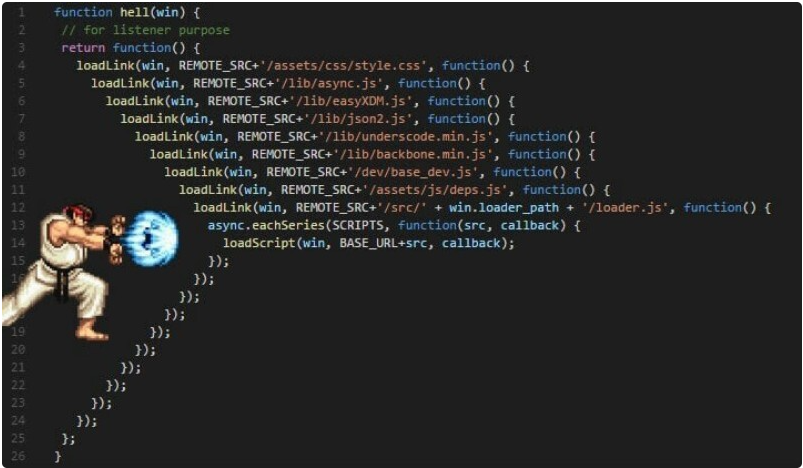 1 function hell(win) {
2 // for listener purpose
3 return function() {
4 loadLink(win, REMOTE_SRC+'/assets/css/style.css', function() {
5 loadLink(win, REMOTE_SRC+'/lib/async.js', function() {
6 loadLink(win, REMOTE_SRC+'/lib/easyXDM.js', function() {
7 loadLink(win, REMOTE_SRC+'/lib/json2.js', function() {
8 loadLink(win, REMOTE_SRC+'/lib/underscode.min.js', function() {
9 loadLink(win, REMOTE_SRC+'/lib/backbone.min.js', function() {
10 loadLink(win, REMOTE_SRC+'/dev/base_dev.js', function() {
11 loadLink(win, REMOTE_SRC+'/assets/js/deps.js', function() {
12 loadLink(win, REMOTE_SRC+'/src/' + win.loader_path + '/loader.js', function() {
13 async.eachSeries(SCRIPTS, function(src, callback) {
14 loadScript(win, BASE_URL+src, callback);
15 });
});
});
});
19 });
20 });
21 });
22 });
23 });
24 });
25 };
26 }